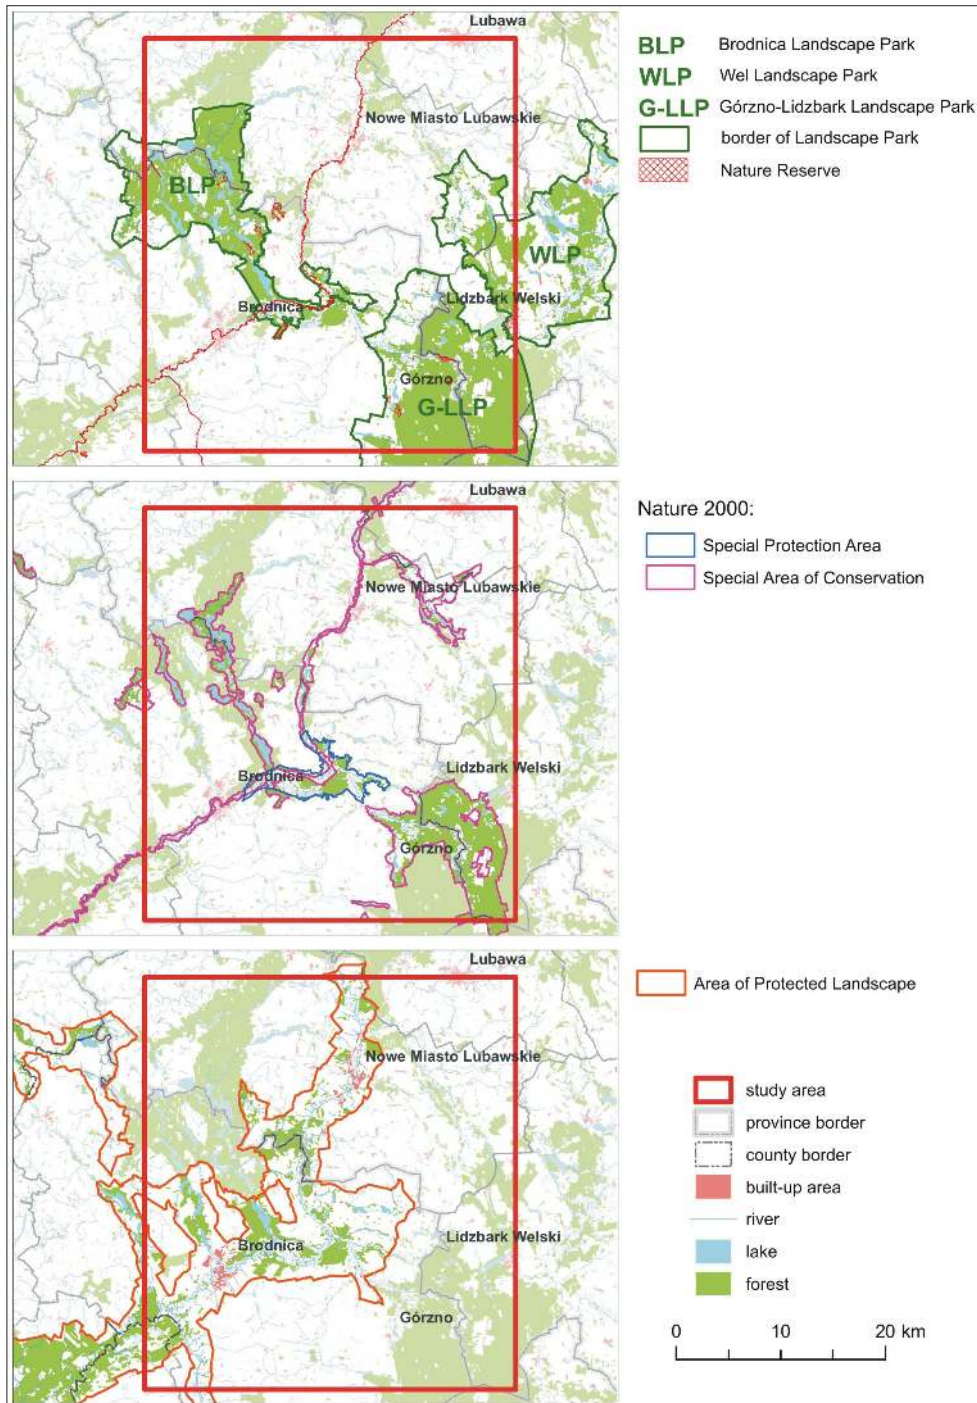 Lubawa
Nowe Miasto Lubawskie
BLP
WLP
Lidzbark Welski
Brodnica
Górzno
G-LLP
BLP Brodnica Landscape Park
WLP Wel Landscape Park
G-LLP Górzno-Lidzbark Landscape Park
border of Landscape Park
Nature Reserve
Lubawa
Nowe Miasto Lubawskie
Lidzbark Welski
Brodnica
Górzno
Nature 2000:
Special Protection Area
Special Area of Conservation
Lubawa
Nowe Miasto Lubawskie
Lidzbark Welski
Brodnica
Górzno
Area of Protected Landscape
study area
province border
county border
built-up area
river
lake
forest
0 10 20 km